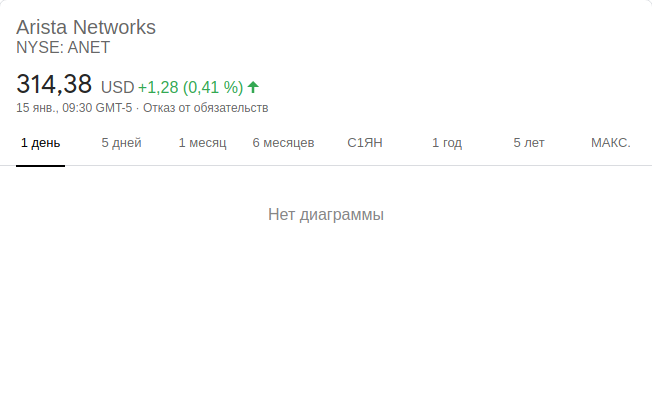 Arista Networks
NYSE: ANET
314,38 USD +1,28 (0,41 %)
15 янв., 09:30 GMT-5 · Отказ от обязательств
1 день 5 дней 1 месяц 6 месяцев С1ЯН 1 год 5 лет МАКС.
Нет диаграммы